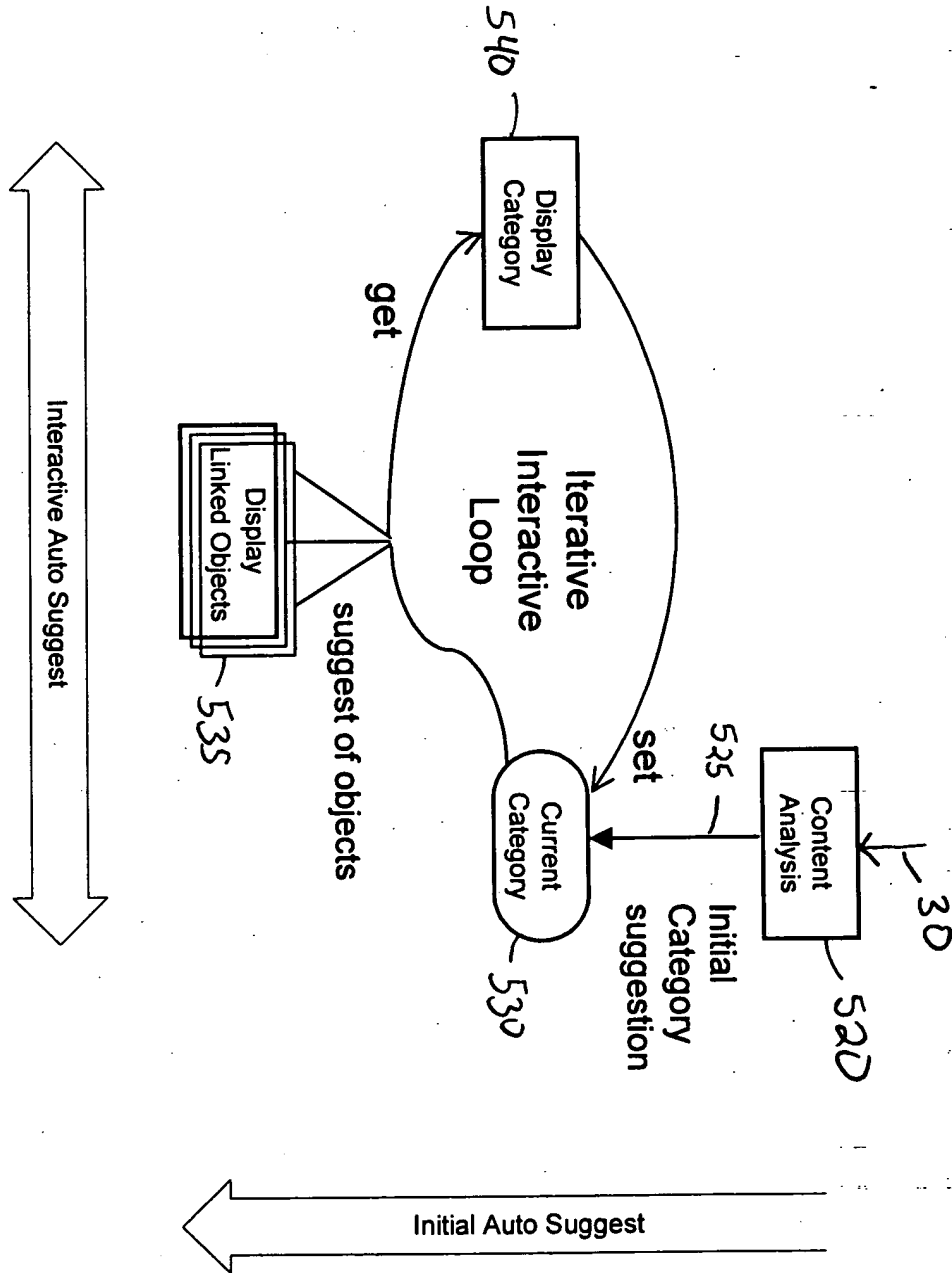 30
Content
Analysis
520
525
Initial
Category
suggestion
set
Current
Category
530
Iterative
Interactive
Loop
Display
Category
540
get
suggest of objects
Display
Linked Objects
535
Interactive Auto Suggest
Initial Auto Suggest